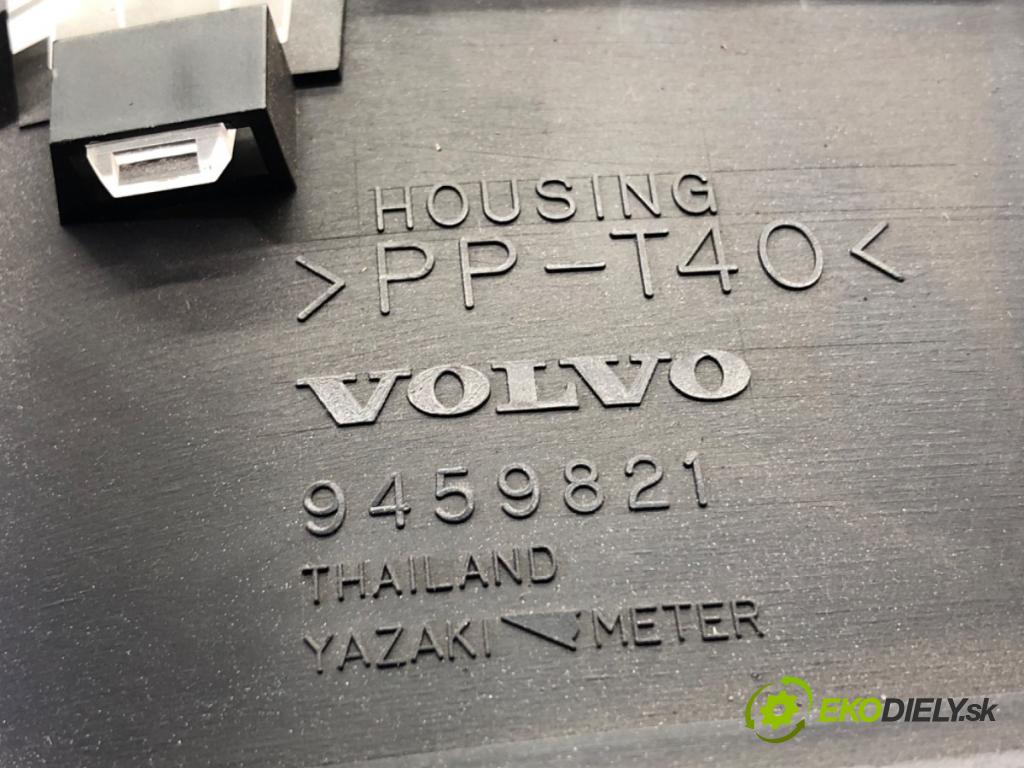 HOUSING
>PP-T40<
VOLVO
9459821
THAILAND
YAZAKI METER
EKODIELY.sk